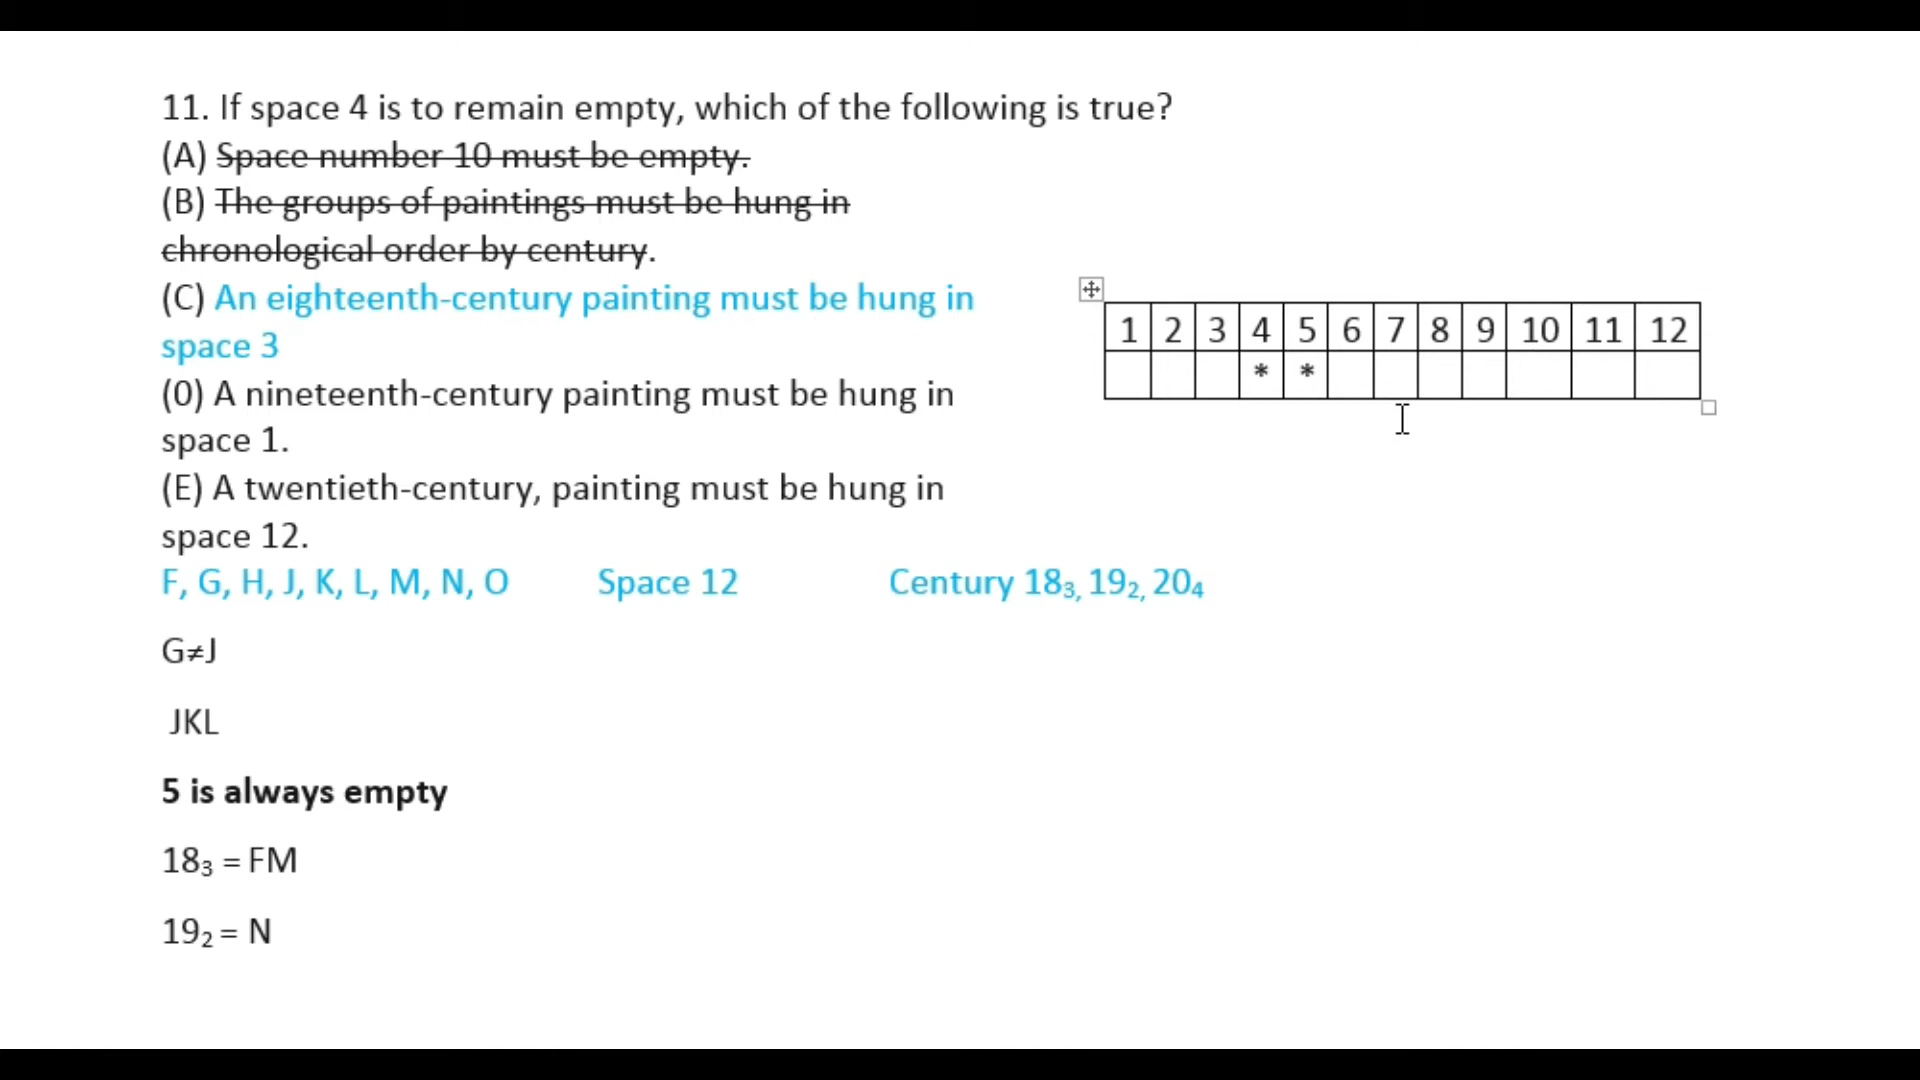 11. If space 4 is to remain empty, which of the following is true?
(A) Space number 10 must be empty.
(B) The groups of paintings must be hung in
chronological order by century.
(C) An eighteenth-century painting must be hung in
space 3
(0) A nineteenth-century painting must be hung in
space 1.
(E) A twentieth-century, painting must be hung in
space 12.
1 2 3 4 5 6 7 8 9 10 11 12
* *
F, G, H, J, K, L, M, N, O Space 12 Century 18₃, 19₂, 20₄
G≠J
JKL
5 is always empty
18₃ = FM
19₂ = N